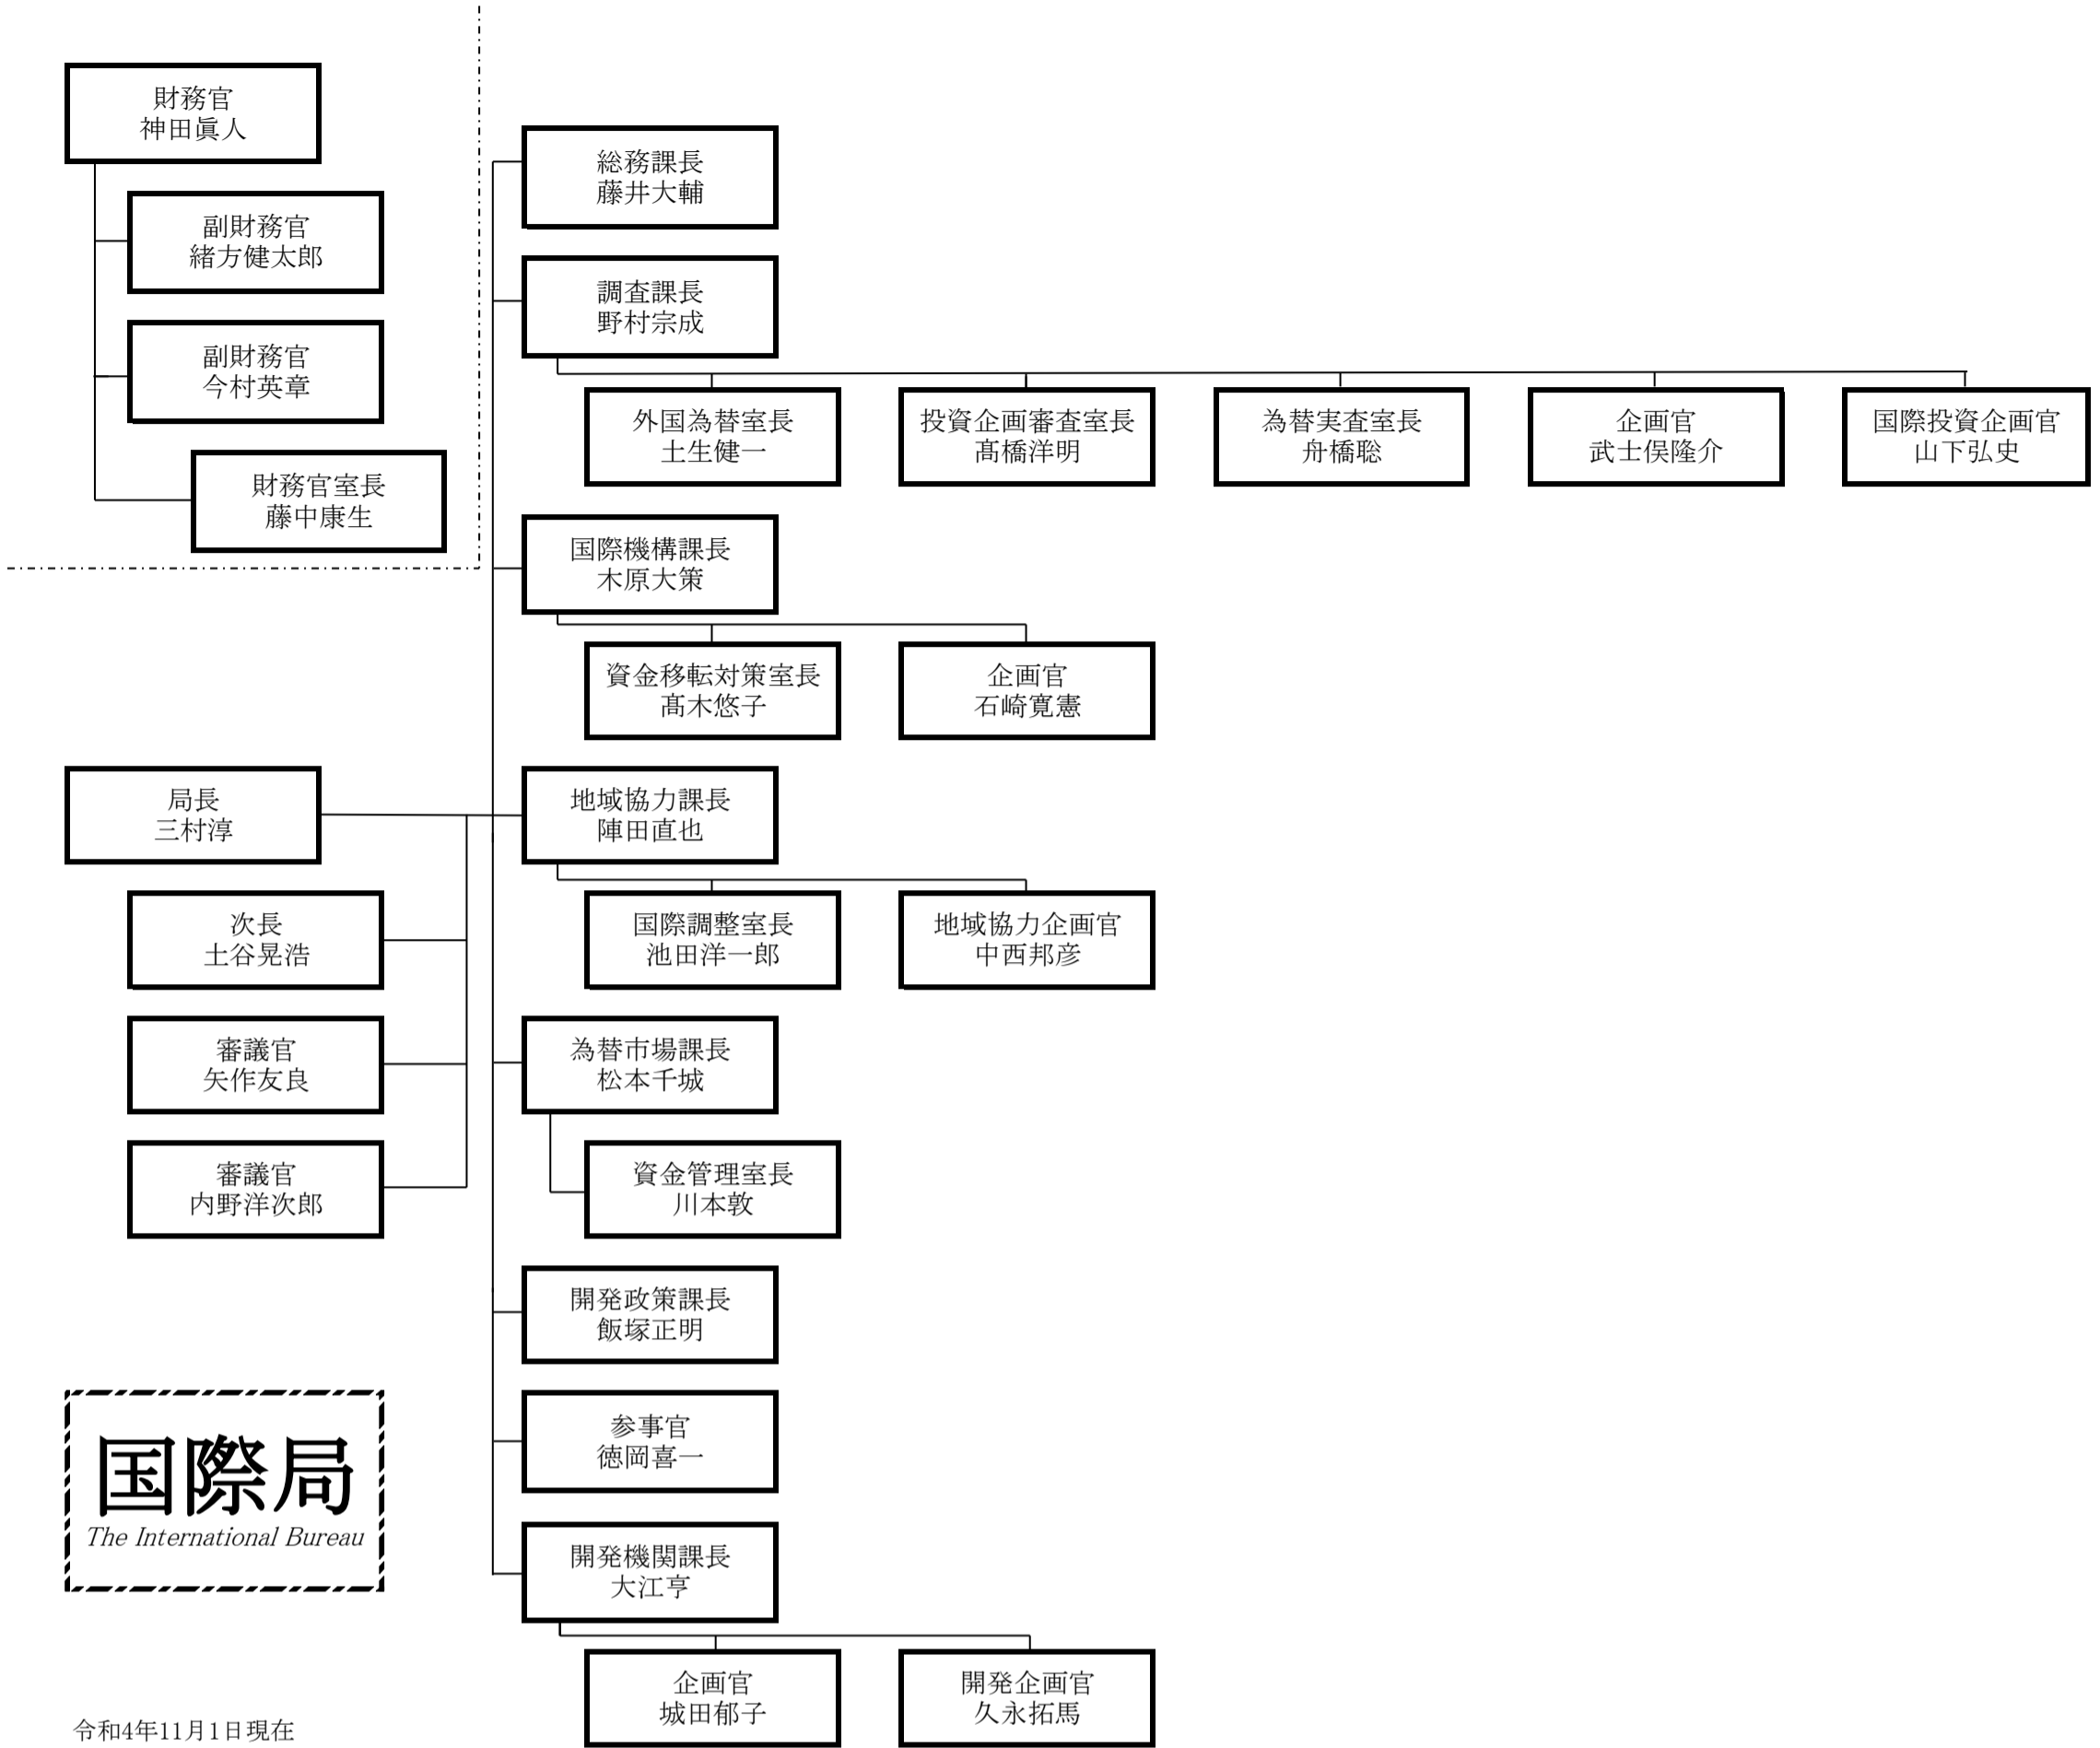 財務官
神田眞人
副財務官
緒方健太郎
副財務官
今村英章
財務官室長
藤中康生
総務課長
藤井大輔
調査課長
野村宗成
外国為替室長
土生健一
投資企画審査室長
髙橋洋明
為替実査室長
舟橋聡
企画官
武士俣隆介
国際投資企画官
山下弘史
国際機構課長
木原大策
資金移転対策室長
髙木悠子
企画官
石崎寛憲
局長
三村淳
次長
土谷晃浩
審議官
矢作友良
審議官
内野洋次郎
地域協力課長
陣田直也
国際調整室長
池田洋一郎
地域協力企画官
中西邦彦
為替市場課長
松本千城
資金管理室長
川本敦
開発政策課長
飯塚正明
参事官
徳岡喜一
開発機関課長
大江亨
企画官
城田郁子
開発企画官
久永拓馬
国際局
The International Bureau
令和4年11月1日現在